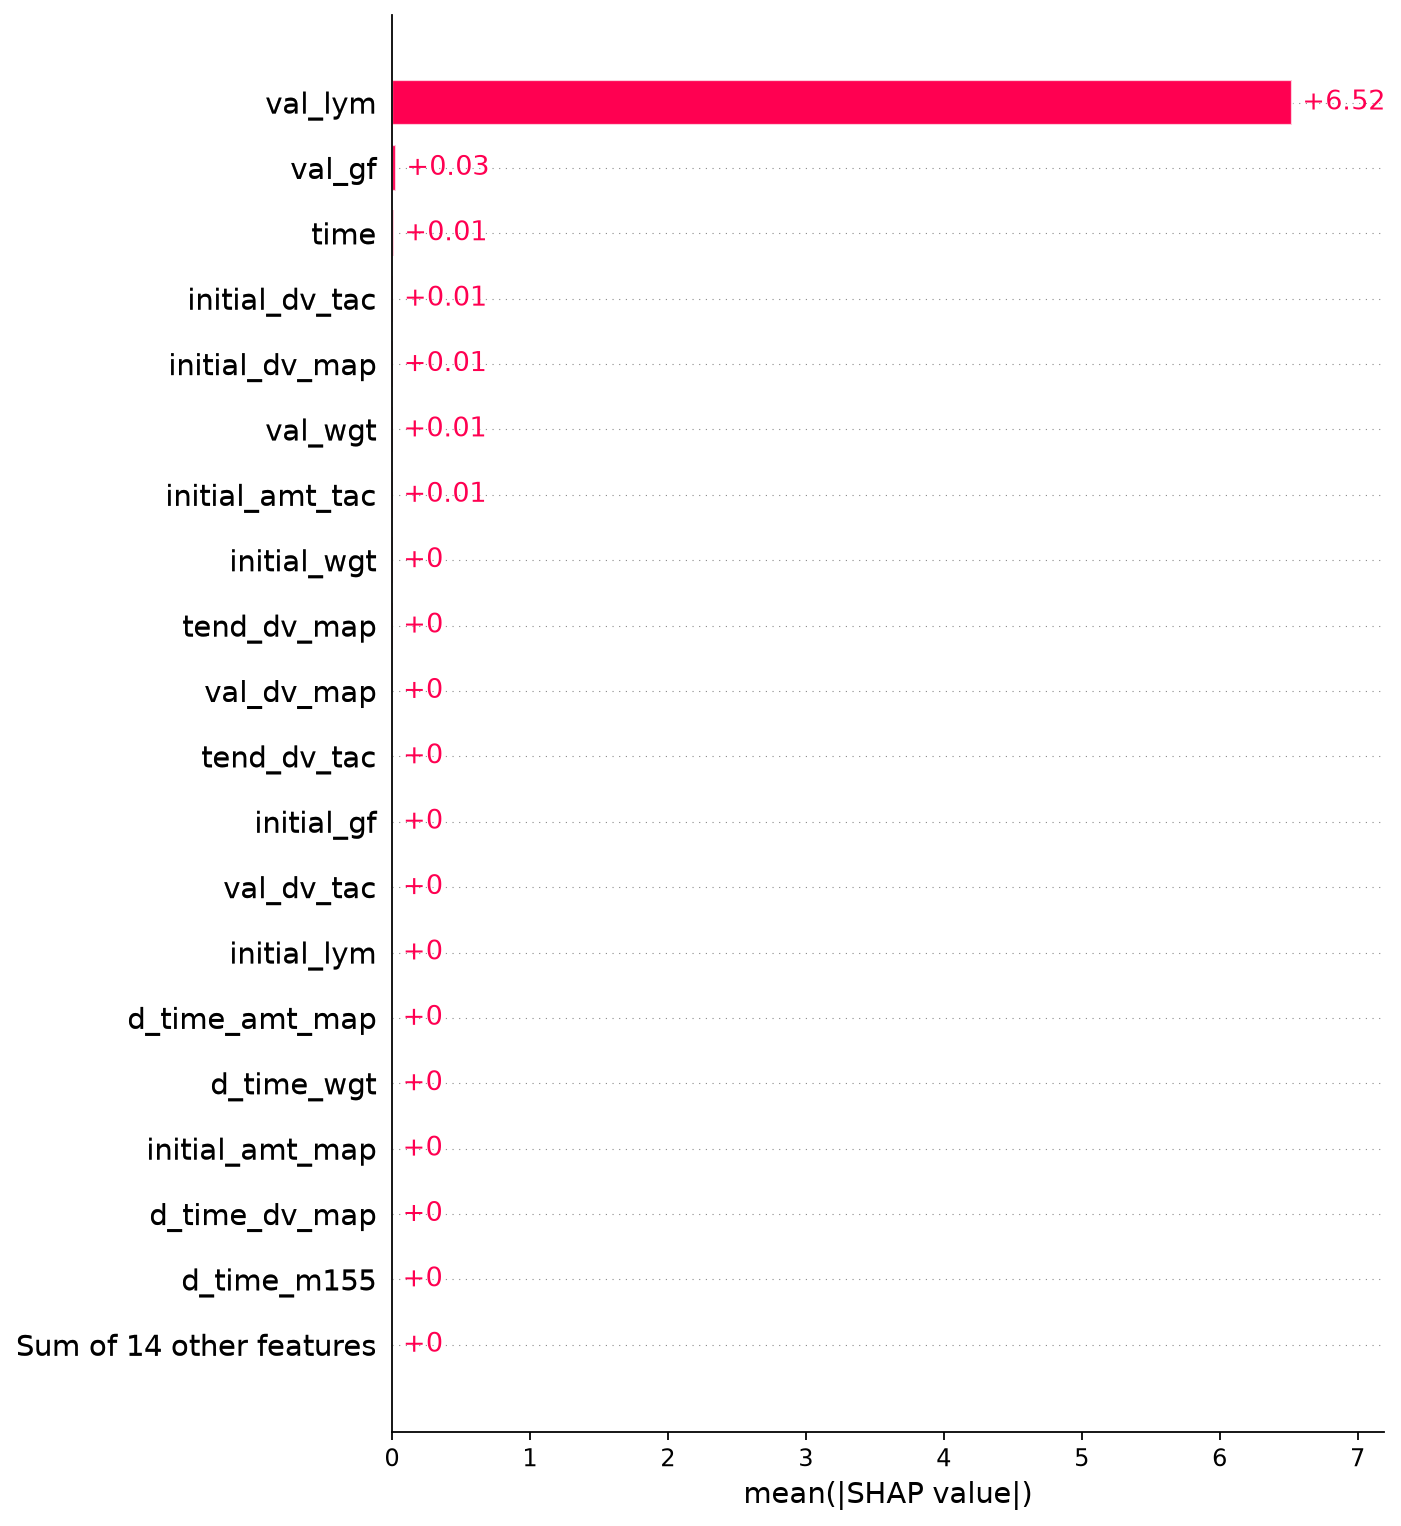 val_lym +6.52
val_gf +0.03
time +0.01
initial_dv_tac +0.01
initial_dv_map +0.01
val_wgt +0.01
initial_amt_tac +0.01
initial_wgt +0
tend_dv_map +0
val_dv_map +0
tend_dv_tac +0
initial_gf +0
val_dv_tac +0
initial_lym +0
d_time_amt_map +0
d_time_wgt +0
initial_amt_map +0
d_time_dv_map +0
d_time_m155 +0
Sum of 14 other features +0
0 1 2 3 4 5 6 7
mean(|SHAP value|)